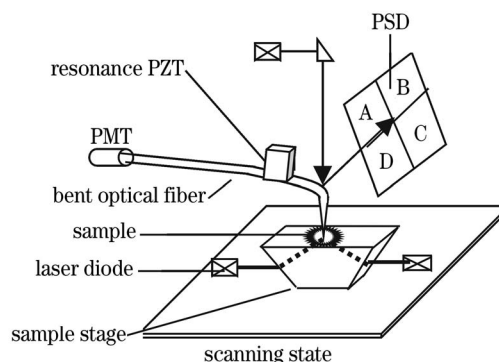 PSD
resonance PZT
B
A
PMT
C
D
bent optical fiber
sample
laser diode
sample stage
scanning state